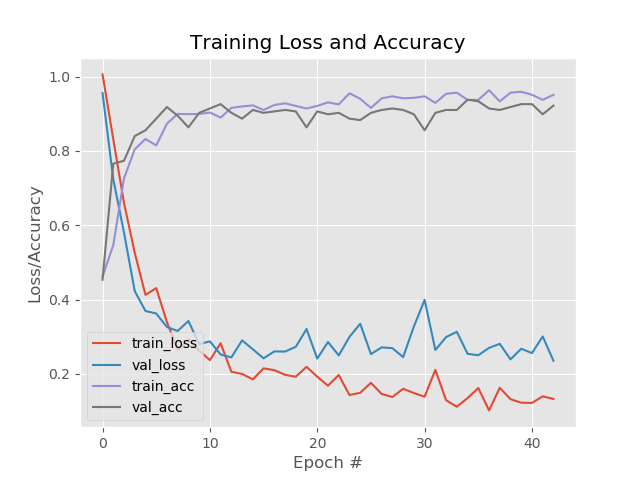 Training Loss and Accuracy
Loss/Accuracy
1.0
0.8
0.6
0.4
0.2
train_loss
val_loss
train_acc
val_acc
0 10 20 30 40
Epoch #